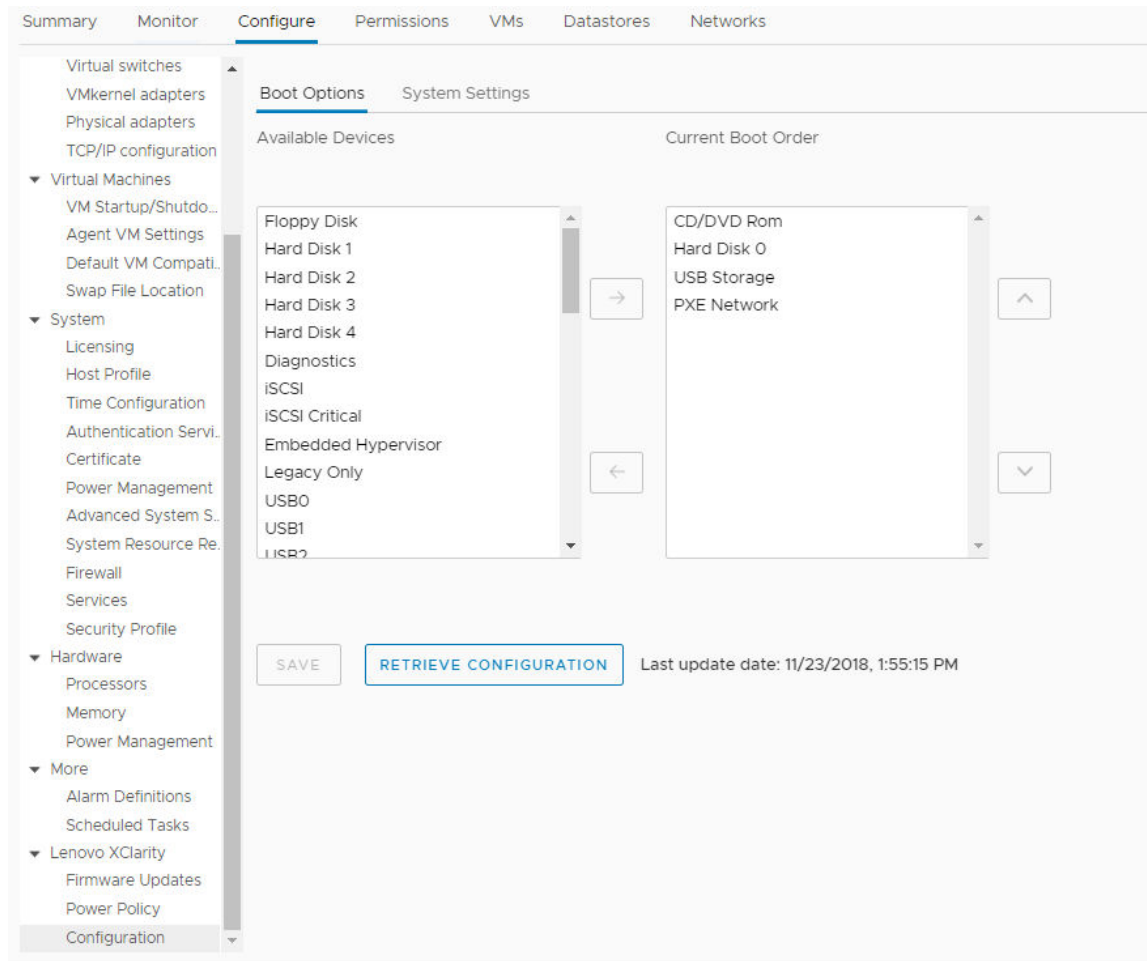 Summary Monitor Configure Permissions VMs Datastores Networks
Virtual switches
VMkernel adapters
Physical adapters
TCP/IP configuration
Virtual Machines
VM Startup/Shutdo...
Agent VM Settings
Default VM Compati..
Swap File Location
System
Licensing
Host Profile
Time Configuration
Authentication Servi..
Certificate
Power Management
Advanced System S..
System Resource Re.
Firewall
Services
Security Profile
Hardware
Processors
Memory
Power Management
More
Alarm Definitions
Scheduled Tasks
Lenovo XClarity
Firmware Updates
Power Policy
Configuration
Boot Options System Settings
Available Devices
Floppy Disk
Hard Disk 1
Hard Disk 2
Hard Disk 3
Hard Disk 4
Diagnostics
iSCSI
iSCSI Critical
Embedded Hypervisor
Legacy Only
USB0
USB1
USB2
Current Boot Order
CD/DVD Rom
Hard Disk 0
USB Storage
PXE Network
SAVE RETRIEVE CONFIGURATION Last update date: 11/23/2018, 1:55:15 PM